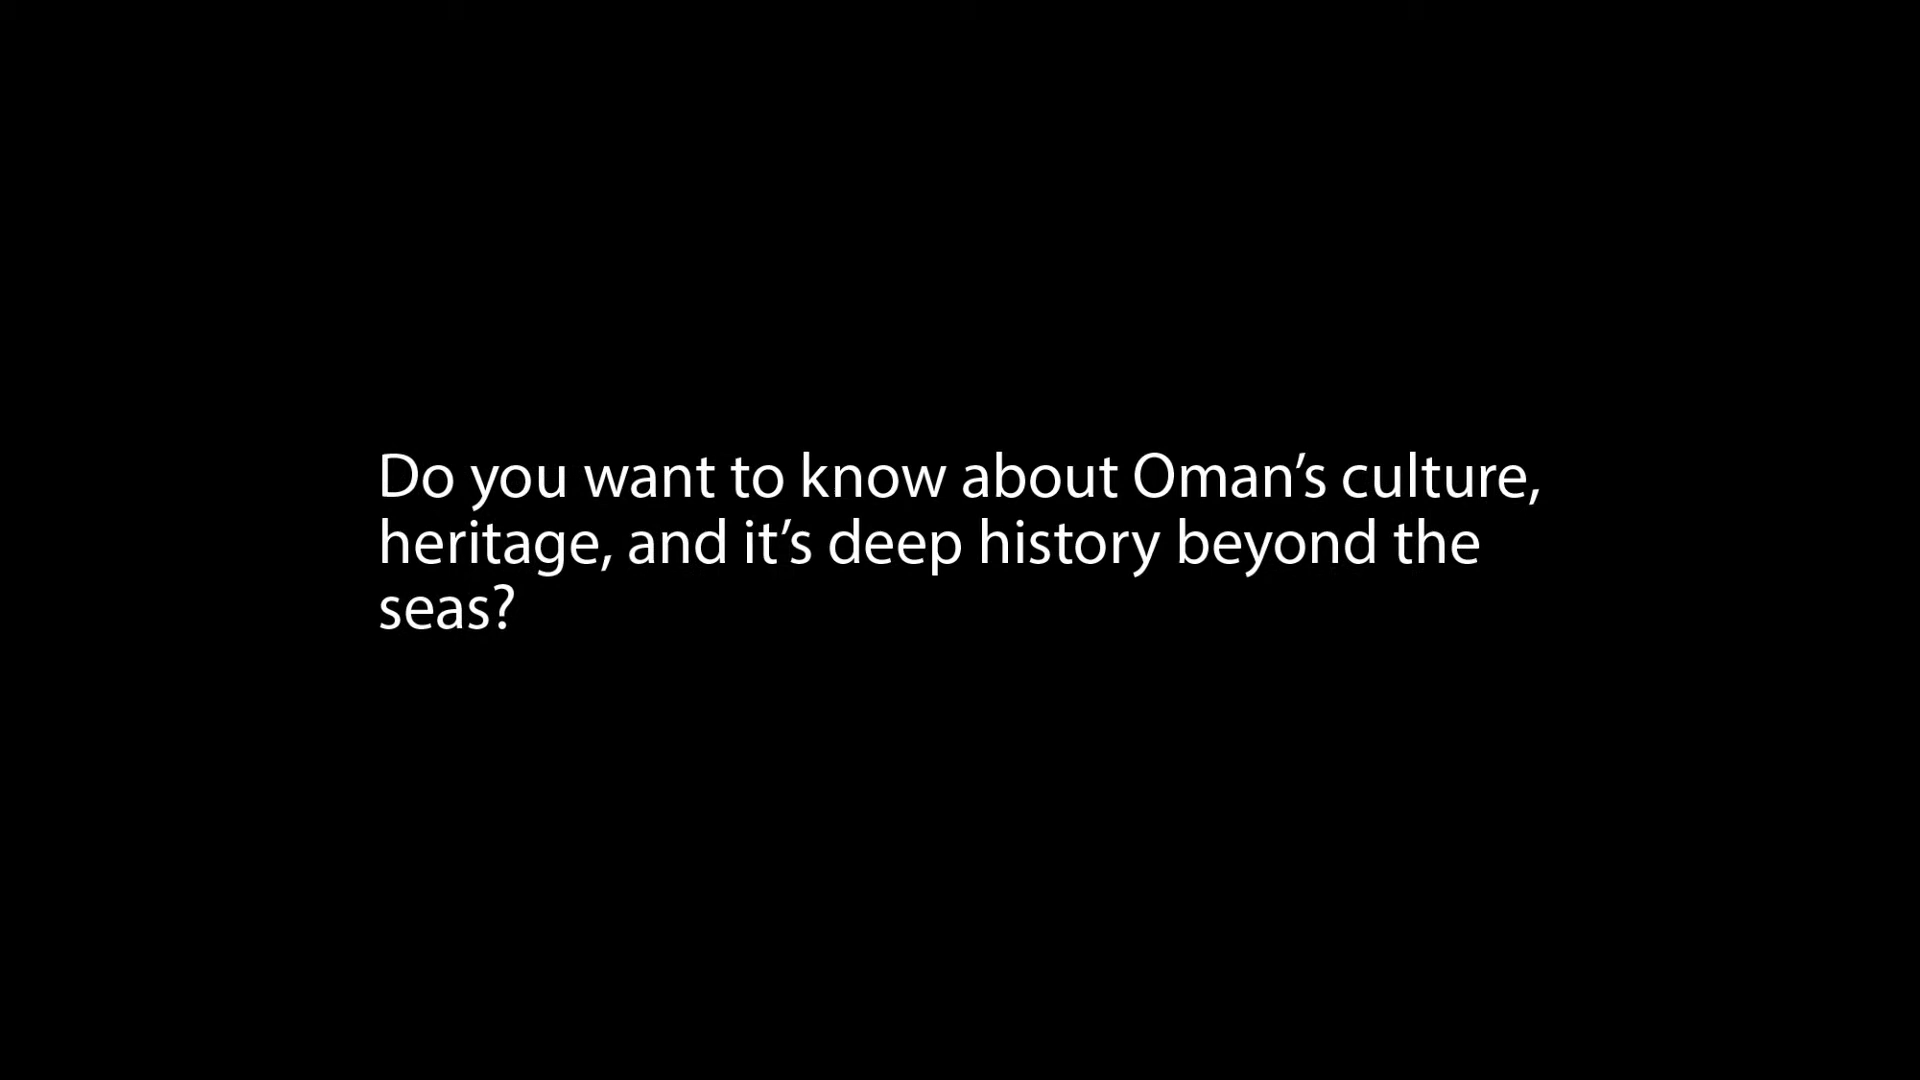 Do you want to know about Oman’s culture,
heritage, and it’s deep history beyond the
seas?